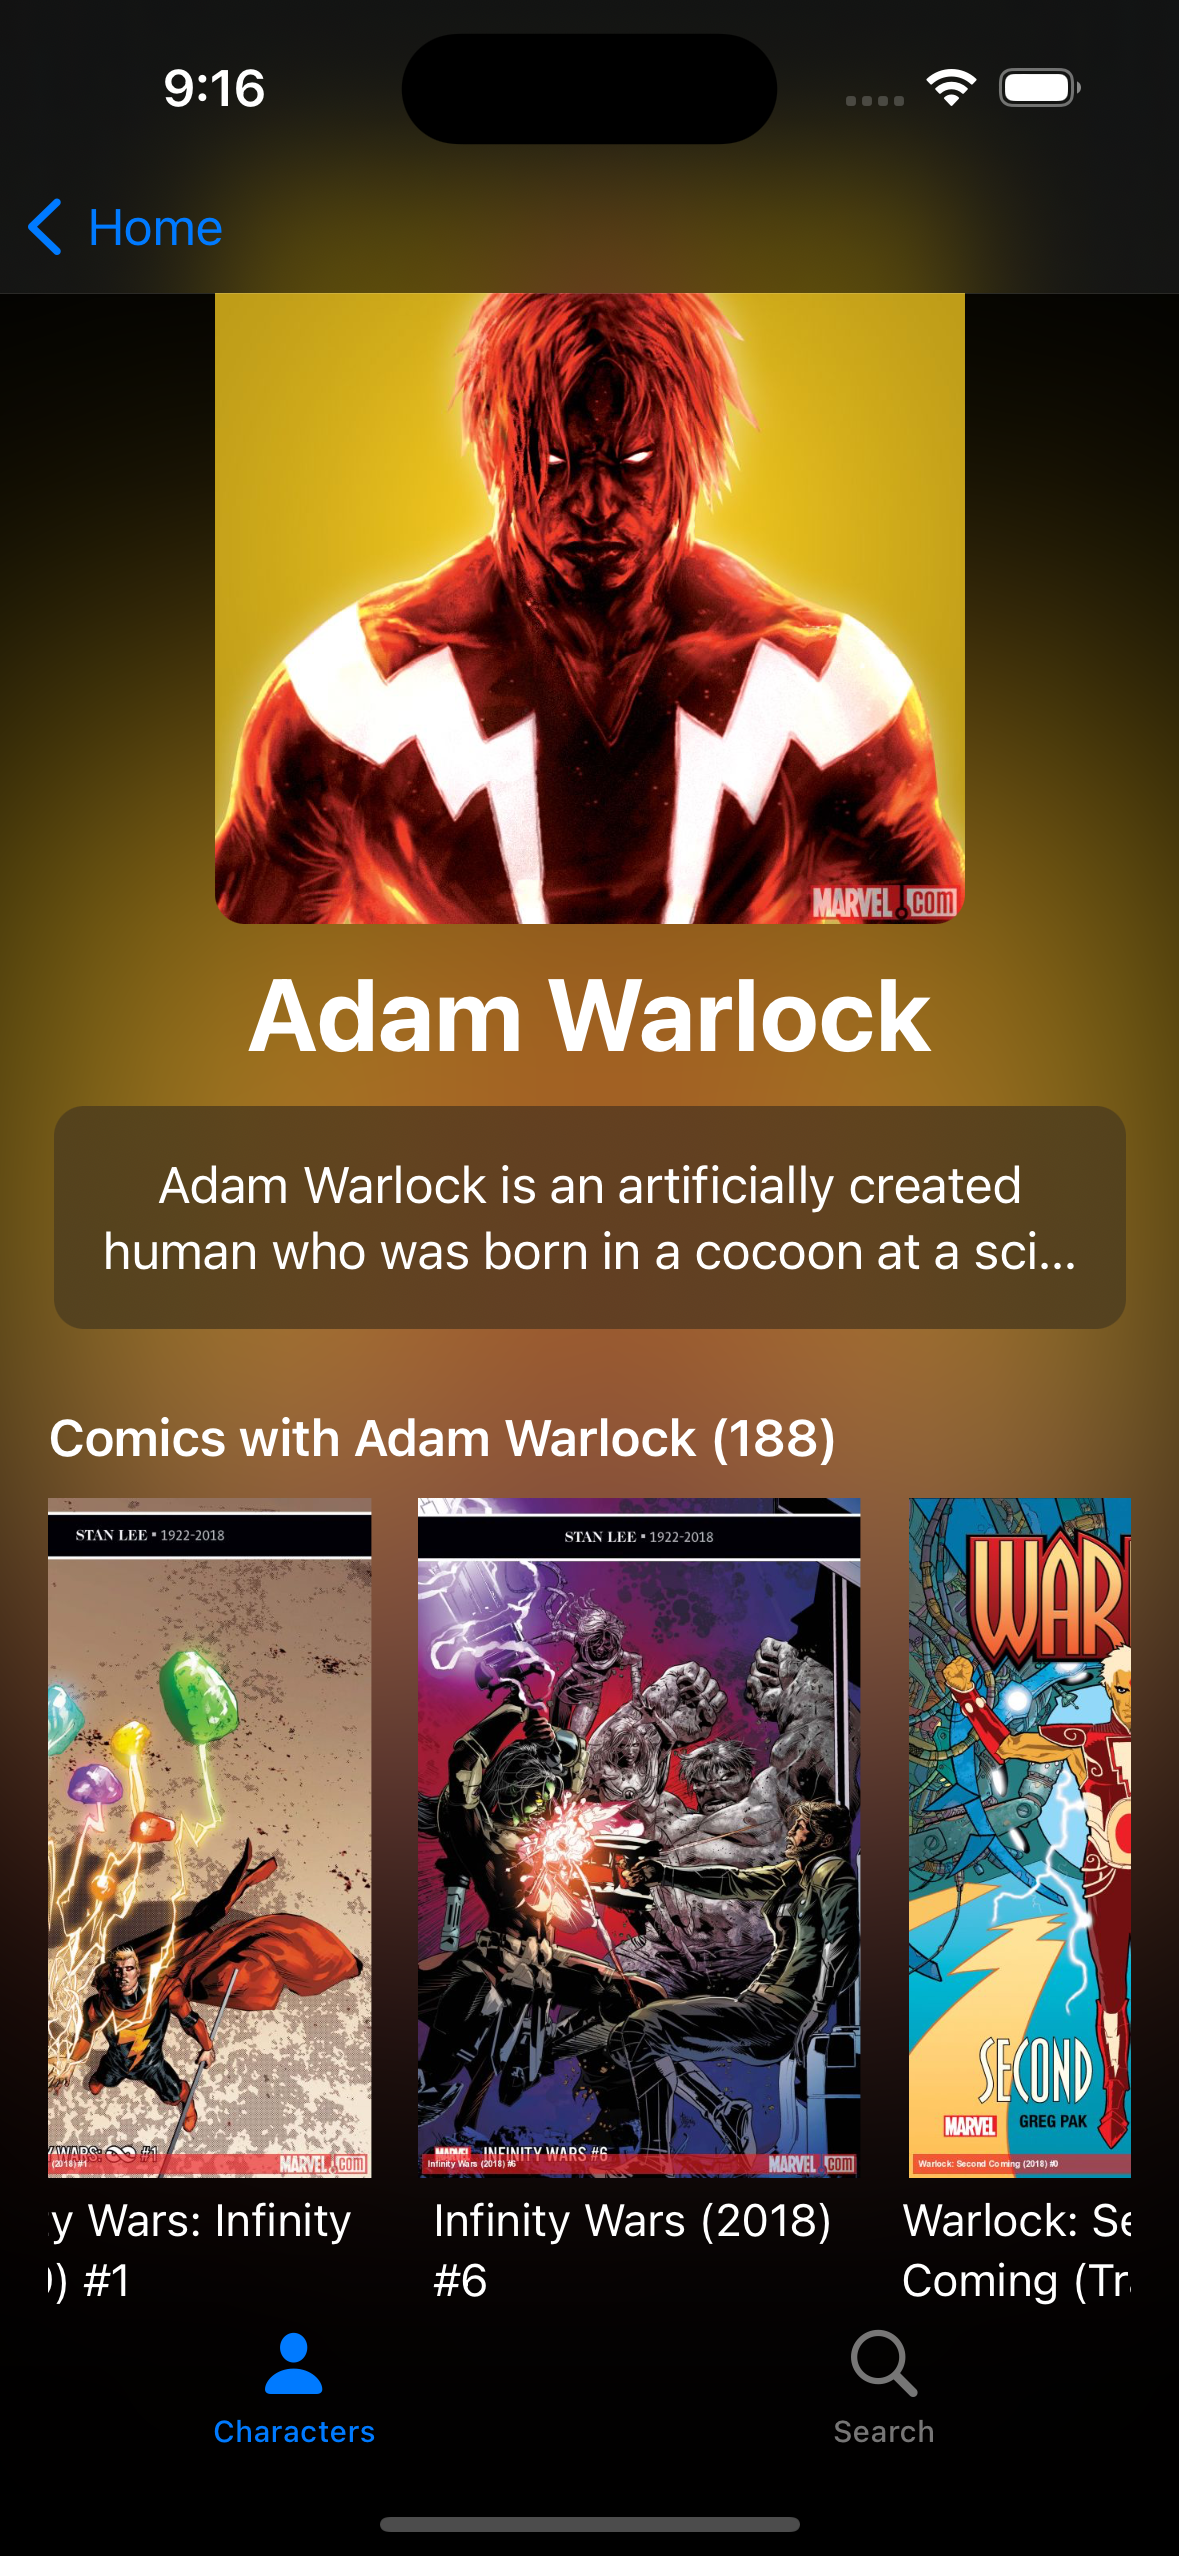 9:16
Home
MARVEL.com
Adam Warlock
Adam Warlock is an artificially created
human who was born in a cocoon at a sci...
Comics with Adam Warlock (188)
STAN LEE ▪ 1922-2018
Y WARS: #1
(2018) #1
MARVEL.com
STAN LEE ▪ 1922-2018
MARVEL INFINITY WARS #6
Infinity Wars (2018) #6
MARVEL.com
WAR
SECOND
MARVEL GREG PAK
Warlock: Second Coming (2018) #0
y Wars: Infinity
) #1
Infinity Wars (2018)
#6
Warlock: Se
Coming (Tra
Characters
Search